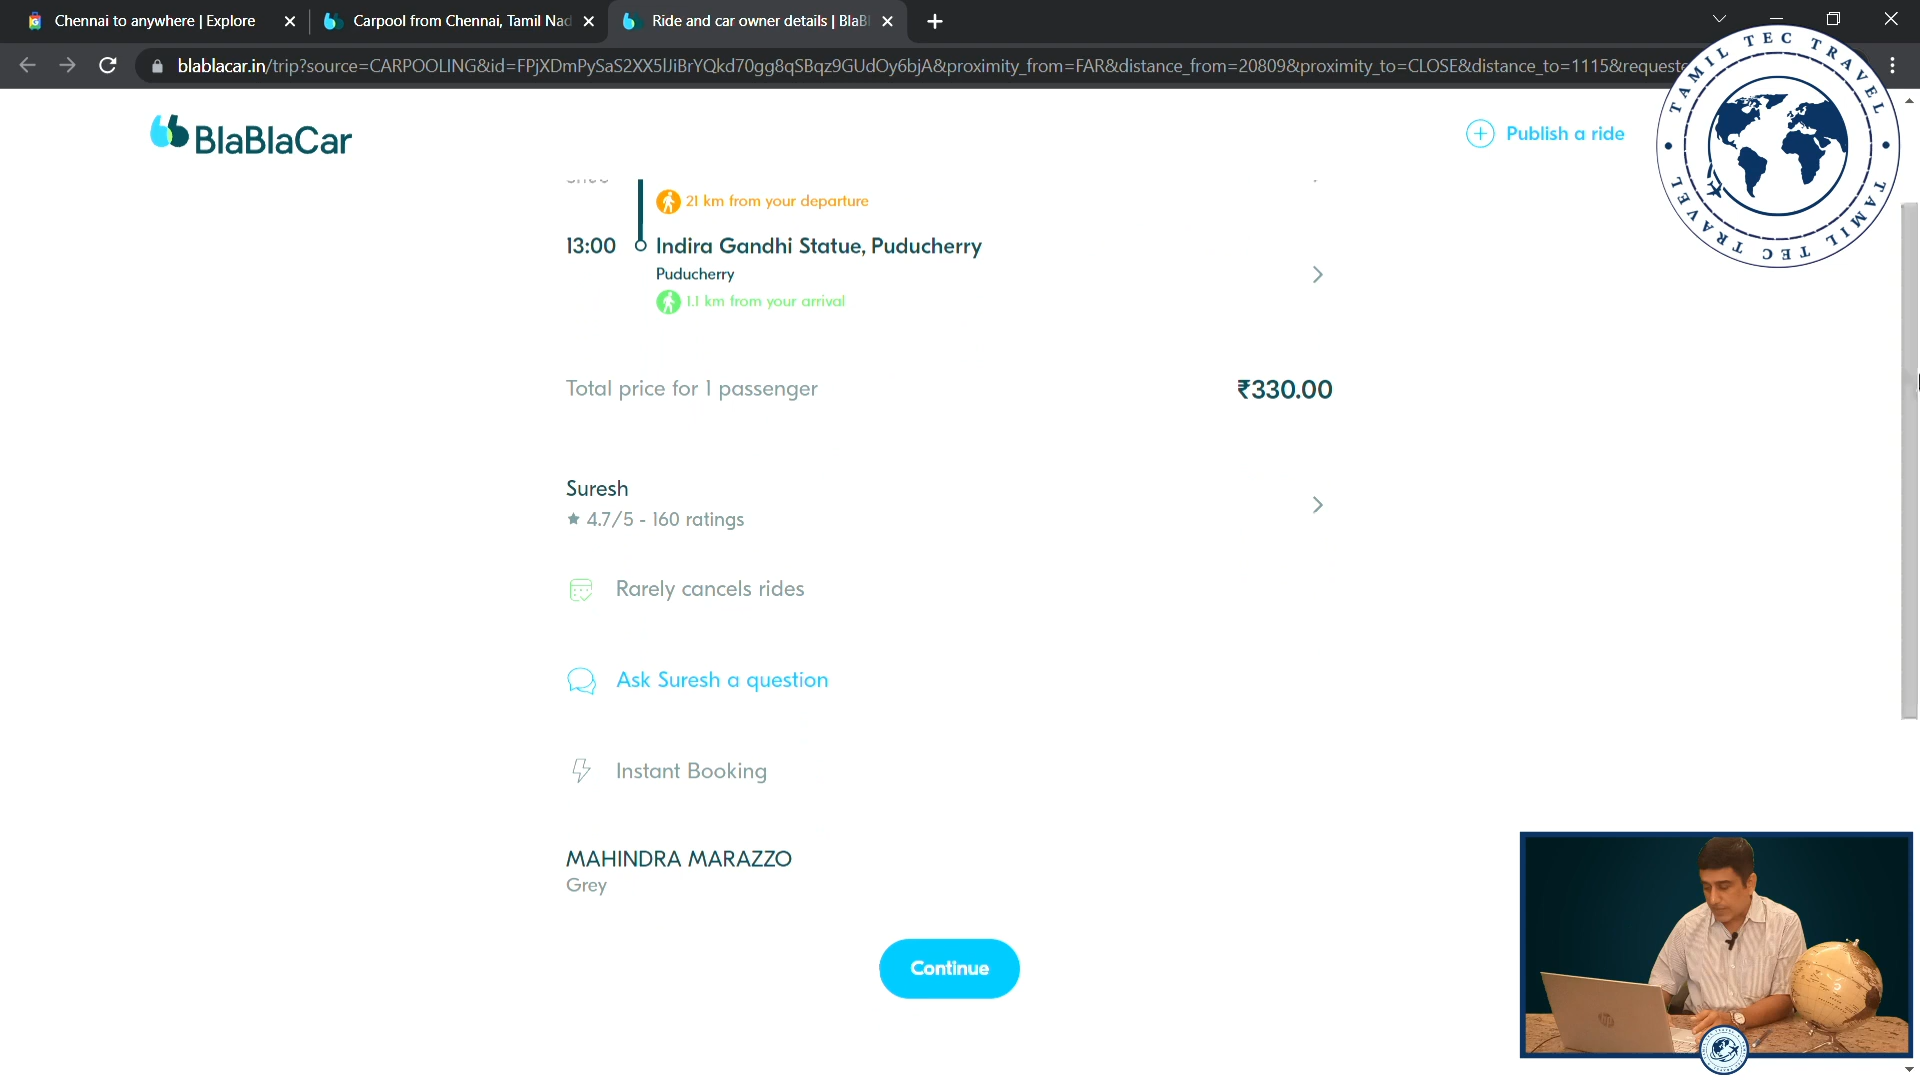 Chennai to anywhere | Explore
Carpool from Chennai, Tamil Nad
Ride and car owner details | BlaBl
blablacar.in/trip?source=CARPOOLING&id=FPjXDmPySaS2XX5lJiBrYQkd70gg8qSBqz9GUdOy6bjA&proximity_from=FAR&distance_from=20809&proximity_to=CLOSE&distance_to=1115&requeste
BlaBlaCar
Publish a ride
TAMIL TEC TRAVEL
TAMIL TEC TRAVEL
21 km from your departure
13:00
Indira Gandhi Statue, Puducherry
Puducherry
1.1 km from your arrival
Total price for 1 passenger
₹330.00
Suresh
4.7/5 - 160 ratings
Rarely cancels rides
Ask Suresh a question
Instant Booking
MAHINDRA MARAZZO
Grey
Continue
hp